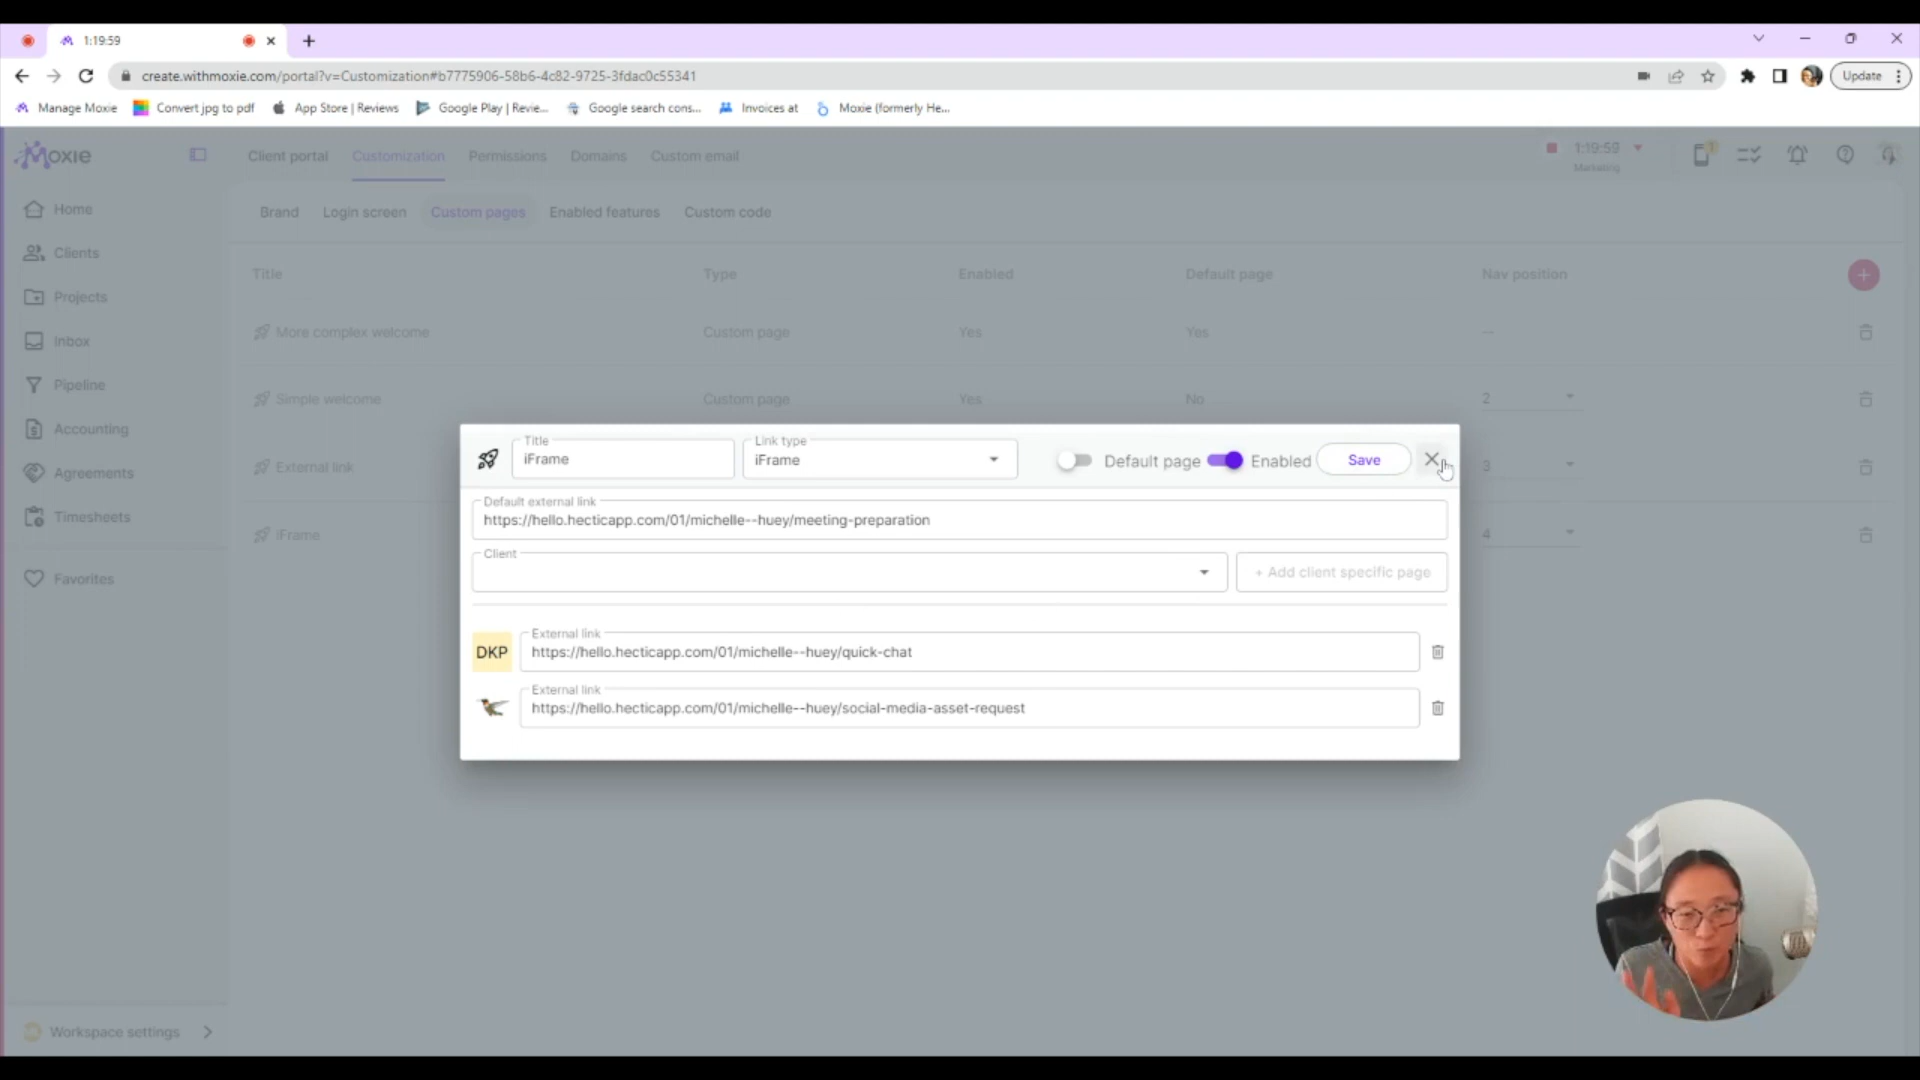 1:19:59
create.withmoxie.com/portal?v=Customization#b7775906-58b6-4c82-9725-3fdac0c55341
Update
Manage Moxie
Convert jpg to pdf
App Store | Reviews
Google Play | Revie...
Google search cons...
Invoices at
Moxie (formerly He...
Moxie
Client portal
Customization
Permissions
Domains
Custom email
1:19:59
Marketing
1
Home
Clients
Projects
Inbox
Pipeline
Accounting
Agreements
Timesheets
Favorites
Workspace settings
Brand
Login screen
Custom pages
Enabled features
Custom code
Title
Type
Enabled
Default page
Nav position
More complex welcome
Custom page
Yes
Yes
—
Simple welcome
Custom page
Yes
No
2
External link
3
iFrame
4
Title
iFrame
Link type
iFrame
Default page
Enabled
Save
Default external link
https://hello.hecticapp.com/01/michelle--huey/meeting-preparation
Client
+ Add client specific page
DKP
External link
https://hello.hecticapp.com/01/michelle--huey/quick-chat
External link
https://hello.hecticapp.com/01/michelle--huey/social-media-asset-request